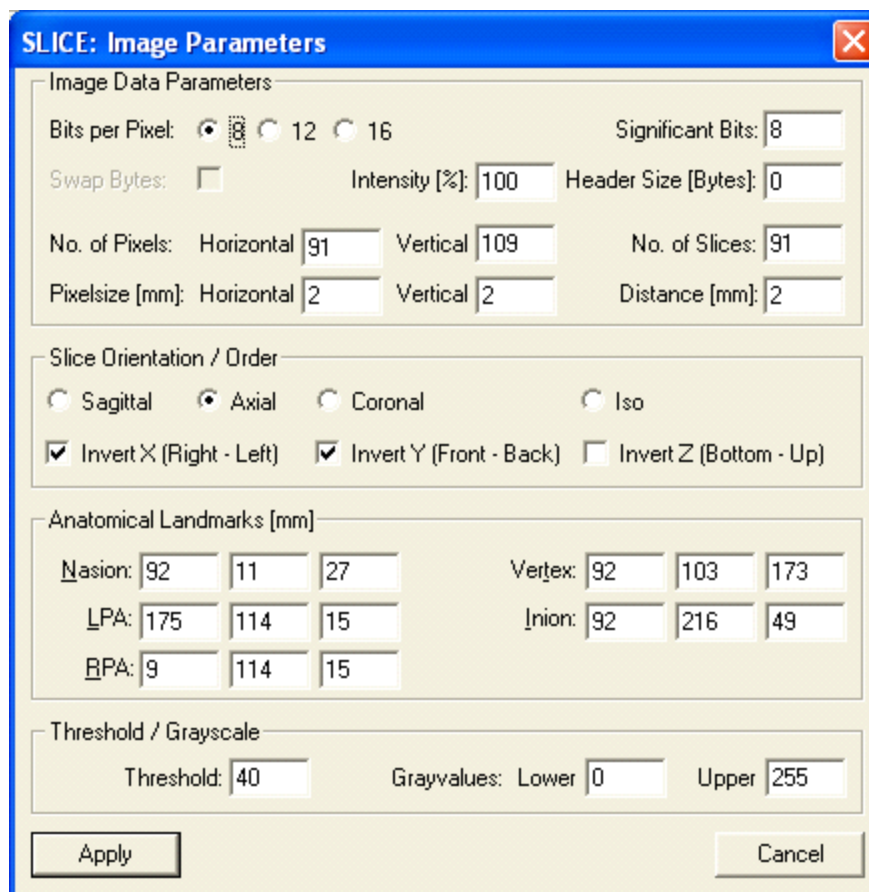 SLICE: Image Parameters
Image Data Parameters
Bits per Pixel: 8 12 16 Significant Bits: 8
Swap Bytes: Intensity [%]: 100 Header Size [Bytes]: 0
No. of Pixels: Horizontal 91 Vertical 109 No. of Slices: 91
Pixelsize [mm]: Horizontal 2 Vertical 2 Distance [mm]: 2
Slice Orientation / Order
Sagittal Axial Coronal Iso
Invert X (Right - Left) Invert Y (Front - Back) Invert Z (Bottom - Up)
Anatomical Landmarks [mm]
Nasion: 92 11 27 Vertex: 92 103 173
LPA: 175 114 15 Inion: 92 216 49
RPA: 9 114 15
Threshold / Grayscale
Threshold: 40 Grayvalues: Lower 0 Upper 255
Apply Cancel